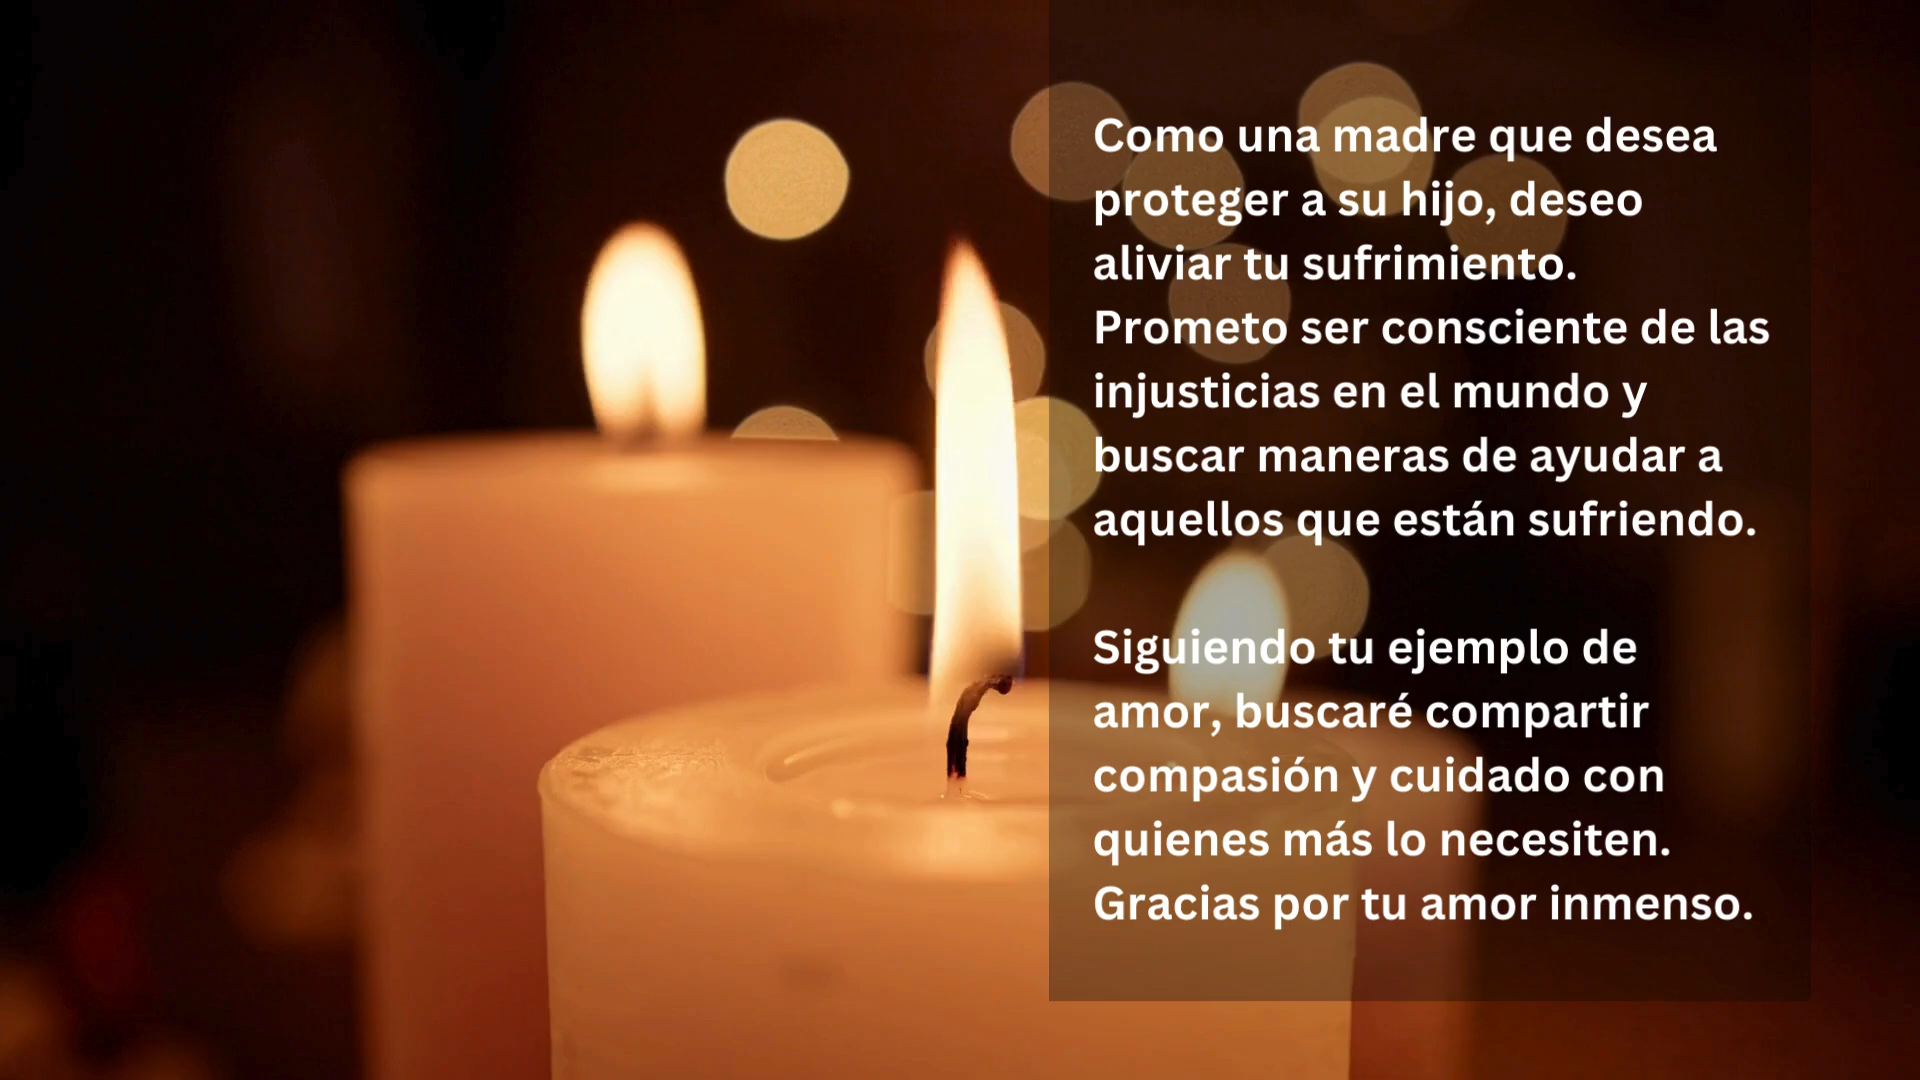 Como una madre que desea
proteger a su hijo, deseo
aliviar tu sufrimiento.
Prometo ser consciente de las
injusticias en el mundo y
buscar maneras de ayudar a
aquellos que están sufriendo.
Siguiendo tu ejemplo de
amor, buscaré compartir
compasión y cuidado con
quienes más lo necesiten.
Gracias por tu amor inmenso.